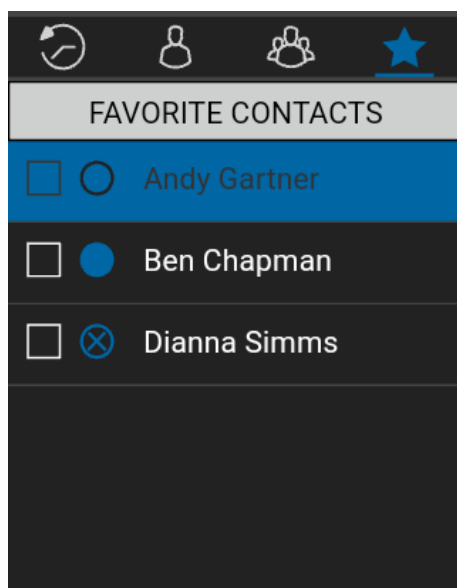 FAVORITE CONTACTS
Andy Gartner
Ben Chapman
Dianna Simms